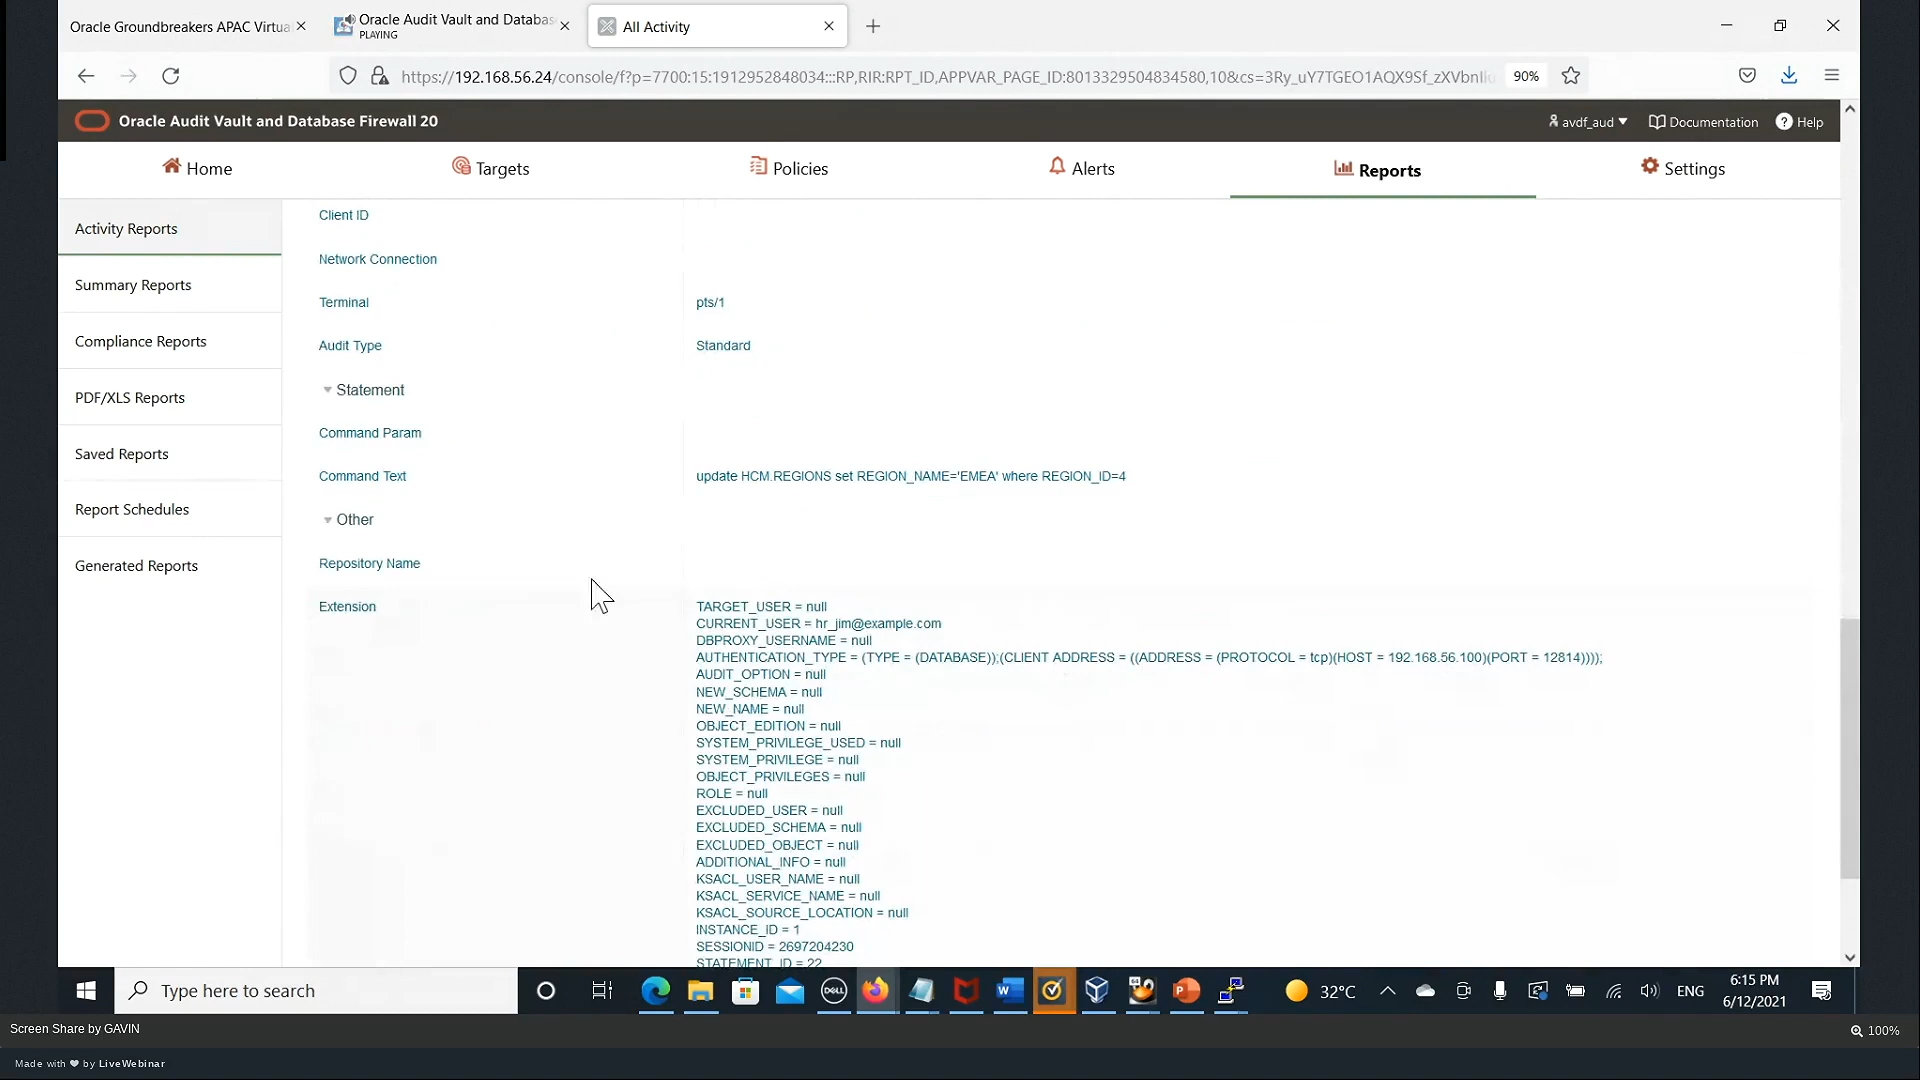 Oracle Groundbreakers APAC Virtua
Oracle Audit Vault and Databas
PLAYING
All Activity
https://192.168.56.24/console/f?p=7700:15:1912952848034:::RP,RIR:RPT_ID,APPVAR_PAGE_ID:8013329504834580,10&cs=3Ry_uY7TGEO1AQX9Sf_zXVbnIi
90%
Oracle Audit Vault and Database Firewall 20
avdf_aud
Documentation
? Help
Home
Targets
Policies
Alerts
Reports
Settings
Activity Reports
Summary Reports
Compliance Reports
PDF/XLS Reports
Saved Reports
Report Schedules
Generated Reports
Client ID
Network Connection
Terminal pts/1
Audit Type Standard
Statement
Command Param
Command Text update HCM.REGIONS set REGION_NAME='EMEA' where REGION_ID=4
Other
Repository Name
Extension TARGET_USER = null
CURRENT_USER = hr_jim@example.com
DBPROXY_USERNAME = null
AUTHENTICATION_TYPE = (TYPE = (DATABASE));(CLIENT ADDRESS = ((ADDRESS = (PROTOCOL = tcp)(HOST = 192.168.56.100)(PORT = 12814))));
AUDIT_OPTION = null
NEW_SCHEMA = null
NEW_NAME = null
OBJECT_EDITION = null
SYSTEM_PRIVILEGE_USED = null
SYSTEM_PRIVILEGE = null
OBJECT_PRIVILEGES = null
ROLE = null
EXCLUDED_USER = null
EXCLUDED_SCHEMA = null
EXCLUDED_OBJECT = null
ADDITIONAL_INFO = null
KSACL_USER_NAME = null
KSACL_SERVICE_NAME = null
KSACL_SOURCE_LOCATION = null
INSTANCE_ID = 1
SESSIONID = 2697204230
STATEMENT_ID = 22
Type here to search
DELL
32°C
ENG
6:15 PM
6/12/2021
Screen Share by GAVIN
100%
Made with ❤ by LiveWebinar